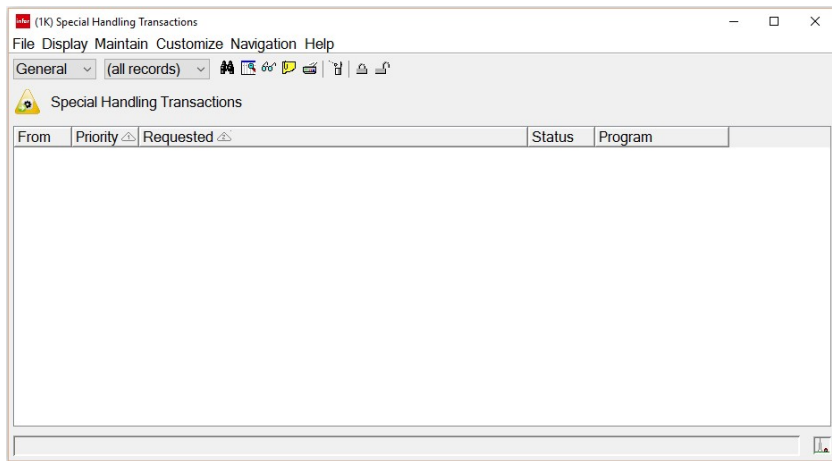 infor (1K) Special Handling Transactions
File Display Maintain Customize Navigation Help
General (all records)
Special Handling Transactions
From Priority Requested Status Program